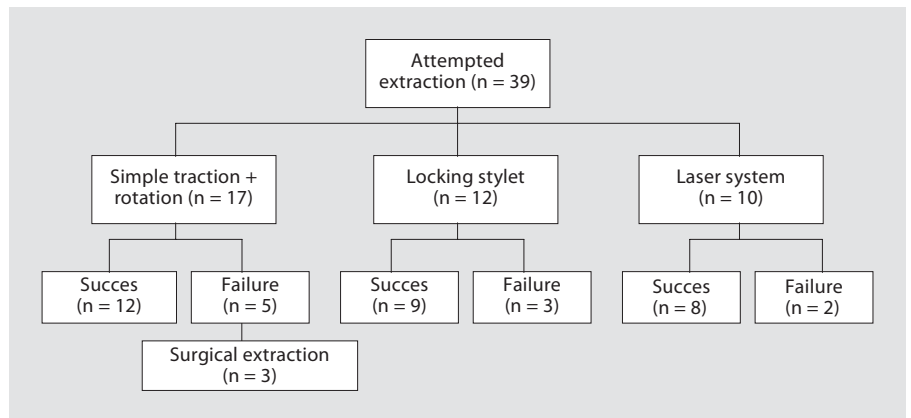 Attempted
extraction (n = 39)
Simple traction +
rotation (n = 17)
Locking stylet
(n = 12)
Laser system
(n = 10)
Succes
(n = 12)
Failure
(n = 5)
Succes
(n = 9)
Failure
(n = 3)
Succes
(n = 8)
Failure
(n = 2)
Surgical extraction
(n = 3)